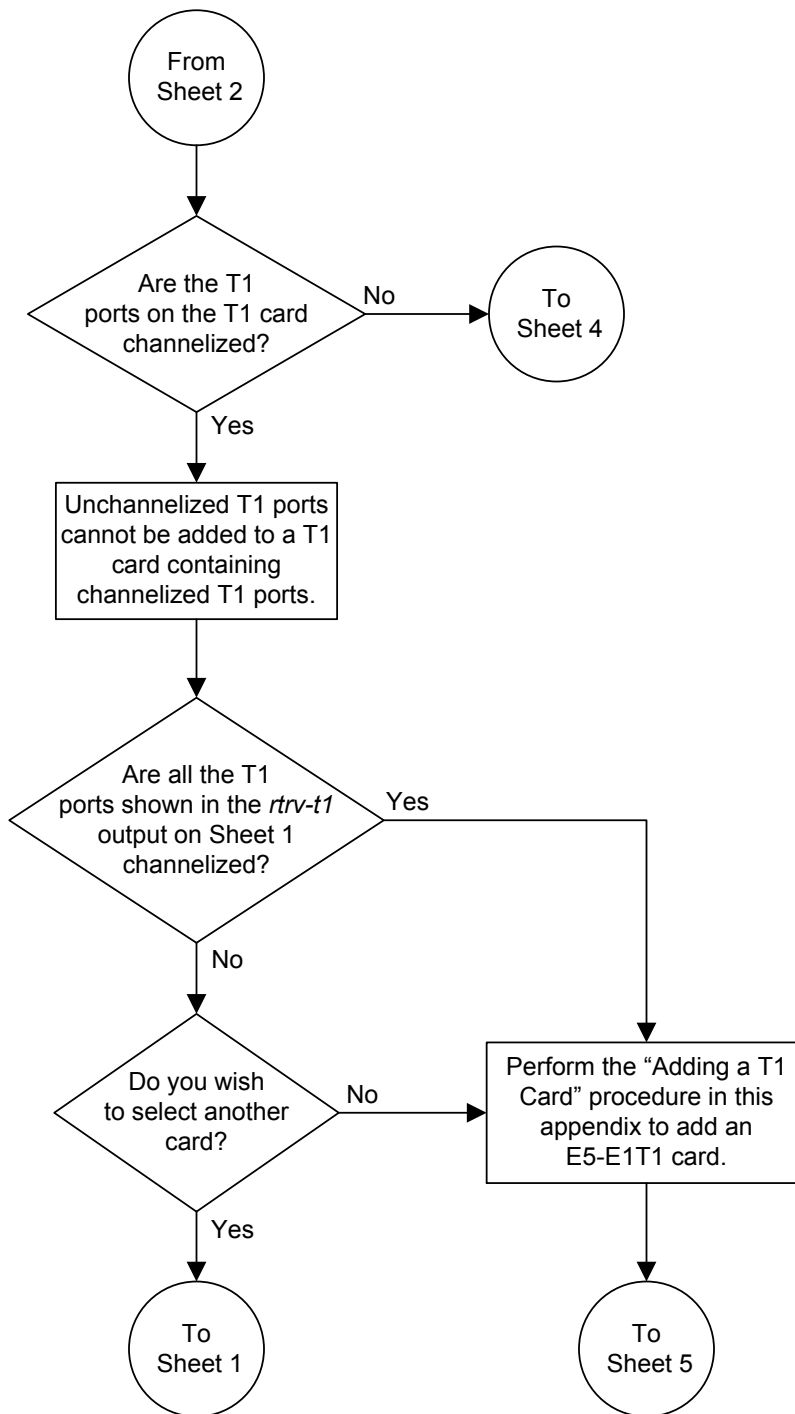 From
Sheet 2
Are the T1
ports on the T1 card
channelized?
No
To
Sheet 4
Yes
Unchannelized T1 ports
cannot be added to a T1
card containing
channelized T1 ports.
Are all the T1
ports shown in the rtrv-t1
output on Sheet 1
channelized?
Yes
No
Do you wish
to select another
card?
No
Perform the “Adding a T1
Card” procedure in this
appendix to add an
E5-E1T1 card.
Yes
To
Sheet 1
To
Sheet 5